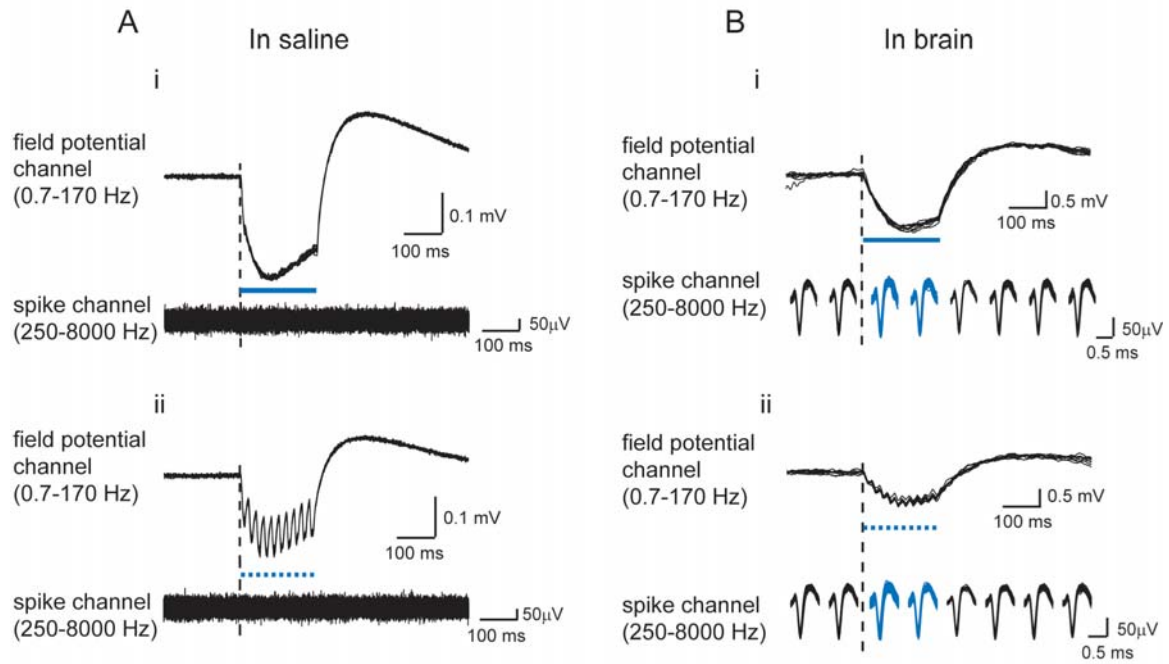 A
In saline
i
field potential
channel
(0.7-170 Hz)
0.1 mV
100 ms
spike channel
(250-8000 Hz)
50μV
100 ms
ii
field potential
channel
(0.7-170 Hz)
0.1 mV
100 ms
spike channel
(250-8000 Hz)
50μV
100 ms
B
In brain
i
field potential
channel
(0.7-170 Hz)
0.5 mV
100 ms
spike channel
(250-8000 Hz)
50μV
0.5 ms
ii
field potential
channel
(0.7-170 Hz)
0.5 mV
100 ms
spike channel
(250-8000 Hz)
50μV
0.5 ms